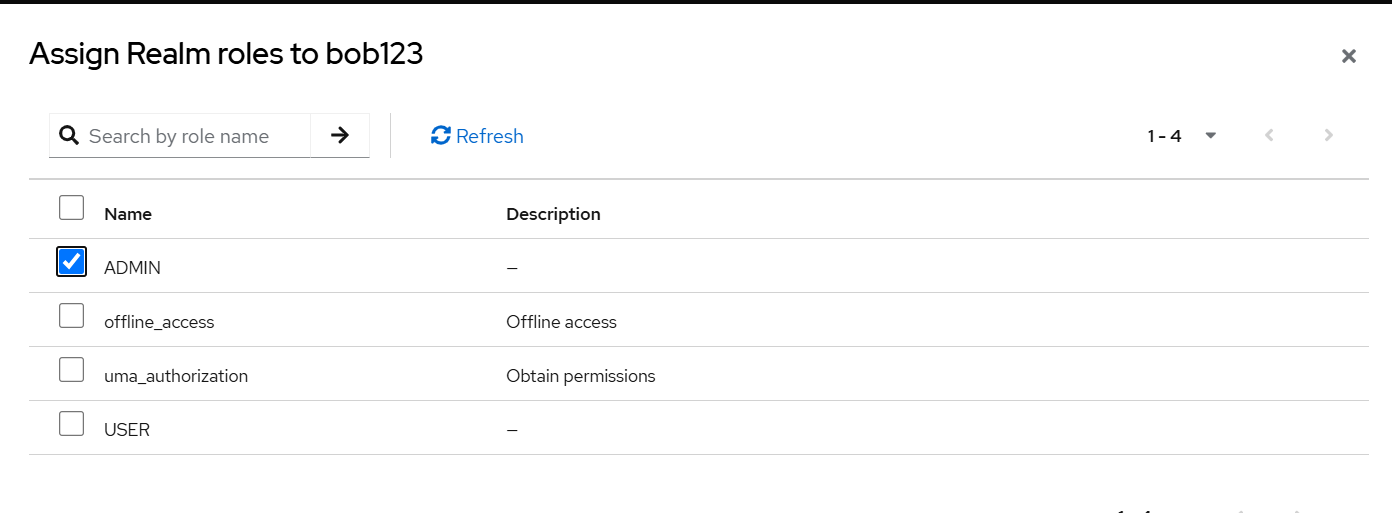 Assign Realm roles to bob123
Search by role name Refresh 1 - 4
Name Description
ADMIN –
offline_access Offline access
uma_authorization Obtain permissions
USER –